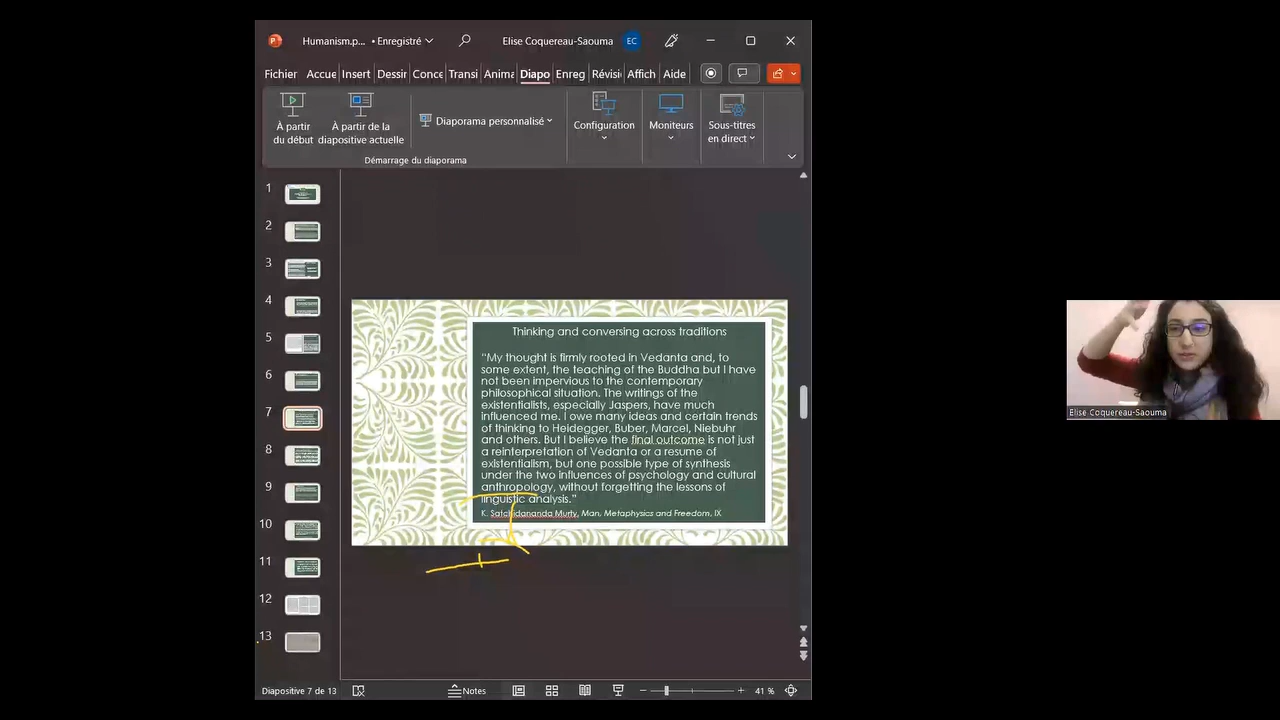 Humanism.p... • Enregistré
Elise Coquereau-Saouma
EC
Fichier
Accue
Insert
Dessir
Conce
Transi
Anima
Diapo
Enreg
Révisi
Affich
Aide
À partir
du début
À partir de la
diapositive actuelle
Diaporama personnalisé
Configuration
Moniteurs
Sous-titres
en direct
Démarrage du diaporama
1
2
3
4
5
6
7
8
9
10
11
12
13
Thinking and conversing across traditions
“My thought is firmly rooted in Vedanta and, to
some extent, the teaching of the Buddha but I have
not been impervious to the contemporary
philosophical situation. The writings of the
existentialists, especially Jaspers, have much
influenced me. I owe many ideas and certain trends
of thinking to Heidegger, Buber, Marcel, Niebuhr
and others. But I believe the final outcome is not just
a reinterpretation of Vedanta or a resume of
existentialism, but one possible type of synthesis
under the two influences of psychology and cultural
anthropology, without forgetting the lessons of
linguistic analysis.”
K. Satchidananda Murty, Man, Metaphysics and Freedom, IX
Elise Coquereau-Saouma
Diapositive 7 de 13
Notes
41 %